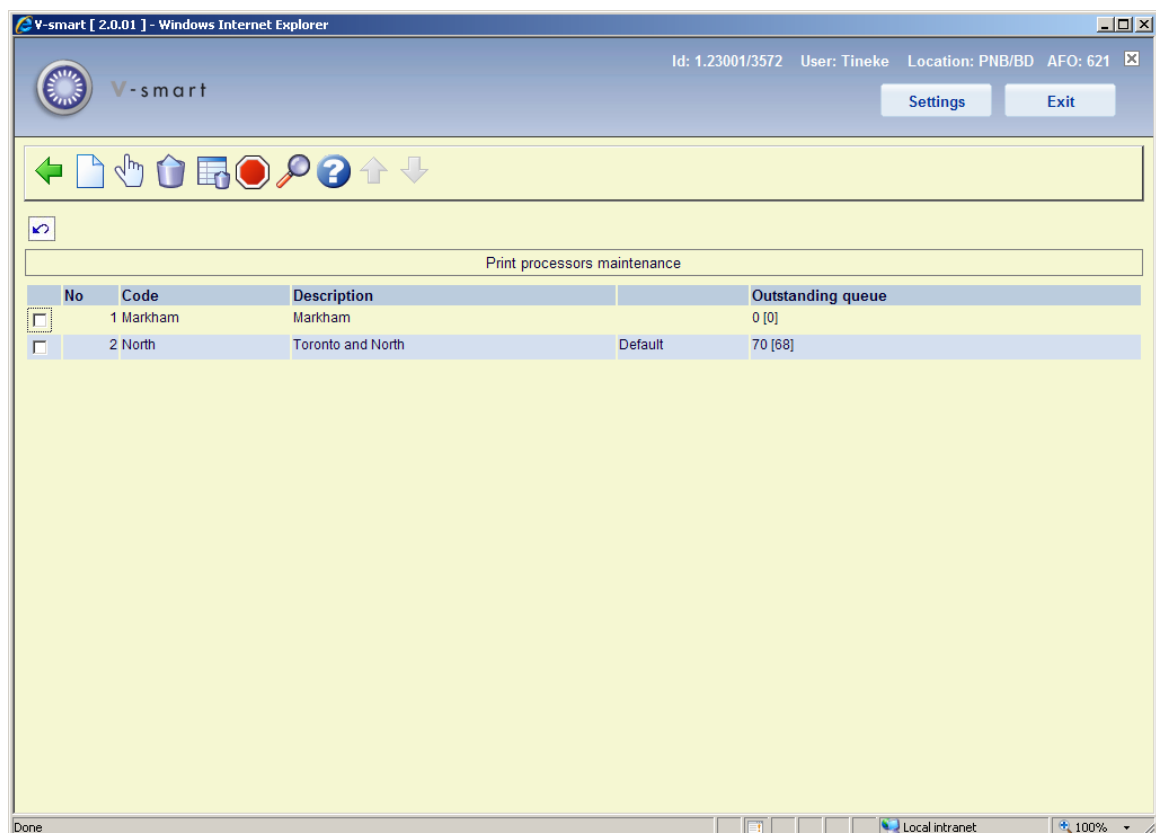 V-smart [ 2.0.01 ] - Windows Internet Explorer
Id: 1.23001/3572 User: Tineke Location: PNB/BD AFO: 621
V-smart
Settings Exit
Print processors maintenance
No Code Description Outstanding queue
1 Markham Markham 0 [0]
2 North Toronto and North Default 70 [68]
Done Local intranet 100%